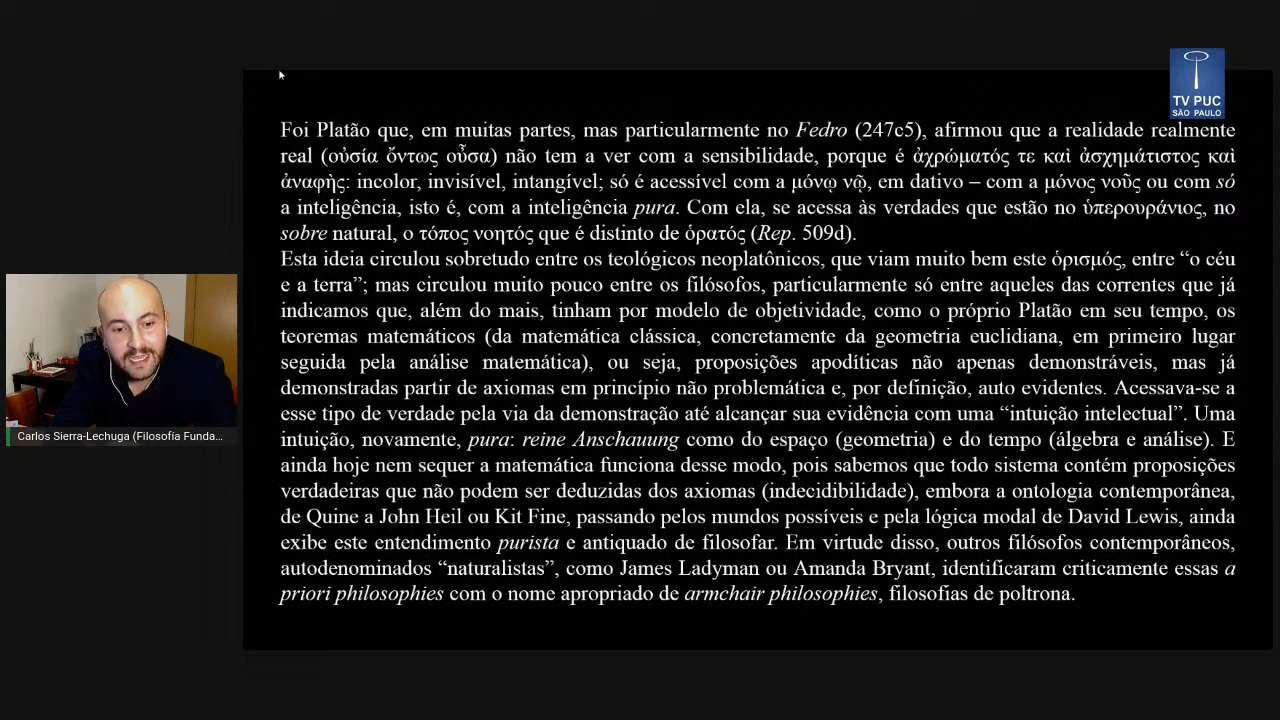 TV PUC
SÃO PAULO
Foi Platão que, em muitas partes, mas particularmente no Fedro (247c5), afirmou que a realidade realmente
real (οὐσία ὄντως οὖσα) não tem a ver com a sensibilidade, porque é ἀχρώματός τε καὶ ἀσχημάτιστος καὶ
ἀναφὴς: incolor, invisível, intangível; só é acessível com a μόνῳ νῷ, em dativo – com a μόνος νοῦς ou com só
a inteligência, isto é, com a inteligência pura. Com ela, se acessa às verdades que estão no ὑπερουράνιος, no
sobre natural, o τόπος νοητός que é distinto de ὁρατός (Rep. 509d).
Esta ideia circulou sobretudo entre os teológicos neoplatônicos, que viam muito bem este ὁρισμός, entre “o céu
e a terra”; mas circulou muito pouco entre os filósofos, particularmente só entre aqueles das correntes que já
indicamos que, além do mais, tinham por modelo de objetividade, como o próprio Platão em seu tempo, os
teoremas matemáticos (da matemática clássica, concretamente da geometria euclidiana, em primeiro lugar
seguida pela análise matemática), ou seja, proposições apodíticas não apenas demonstráveis, mas já
demonstradas partir de axiomas em princípio não problemática e, por definição, auto evidentes. Acessava-se a
esse tipo de verdade pela via da demonstração até alcançar sua evidência com uma “intuição intelectual”. Uma
intuição, novamente, pura: reine Anschauung como do espaço (geometria) e do tempo (álgebra e análise). E
ainda hoje nem sequer a matemática funciona desse modo, pois sabemos que todo sistema contém proposições
verdadeiras que não podem ser deduzidas dos axiomas (indecidibilidade), embora a ontologia contemporânea,
de Quine a John Heil ou Kit Fine, passando pelos mundos possíveis e pela lógica modal de David Lewis, ainda
exibe este entendimento purista e antiquado de filosofar. Em virtude disso, outros filósofos contemporâneos,
autodenominados “naturalistas”, como James Ladyman ou Amanda Bryant, identificaram criticamente essas a
priori philosophies com o nome apropriado de armchair philosophies, filosofias de poltrona.
Carlos Sierra-Lechuga (Filosofía Funda...